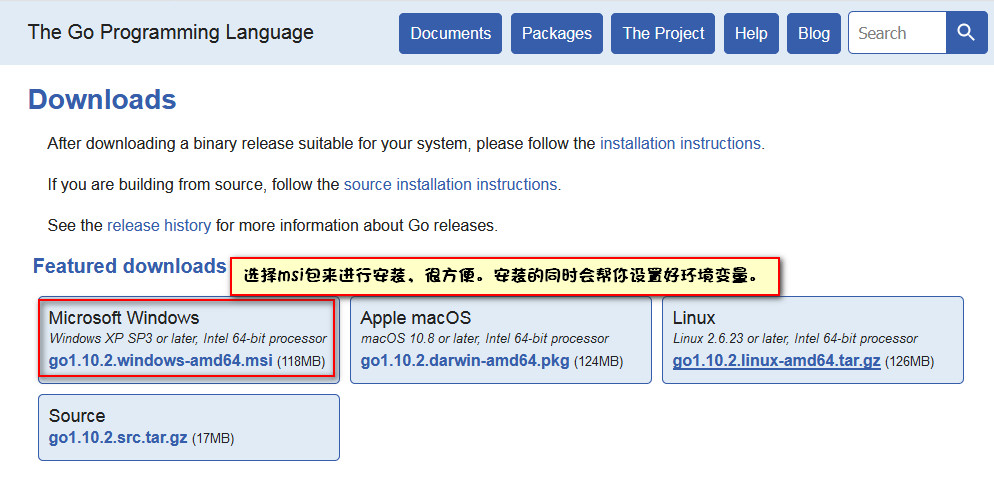 The Go Programming Language
Documents
Packages
The Project
Help
Blog
Search
Downloads
After downloading a binary release suitable for your system, please follow the installation instructions.
If you are building from source, follow the source installation instructions.
See the release history for more information about Go releases.
Featured downloads
选择msi包来进行安装、很方便。安装的同时会帮你设置好环境变量。
Microsoft Windows
Windows XP SP3 or later, Intel 64-bit processor
go1.10.2.windows-amd64.msi (118MB)
Apple macOS
macOS 10.8 or later, Intel 64-bit processor
go1.10.2.darwin-amd64.pkg (124MB)
Linux
Linux 2.6.23 or later, Intel 64-bit processor
go1.10.2.linux-amd64.tar.gz (126MB)
Source
go1.10.2.src.tar.gz (17MB)